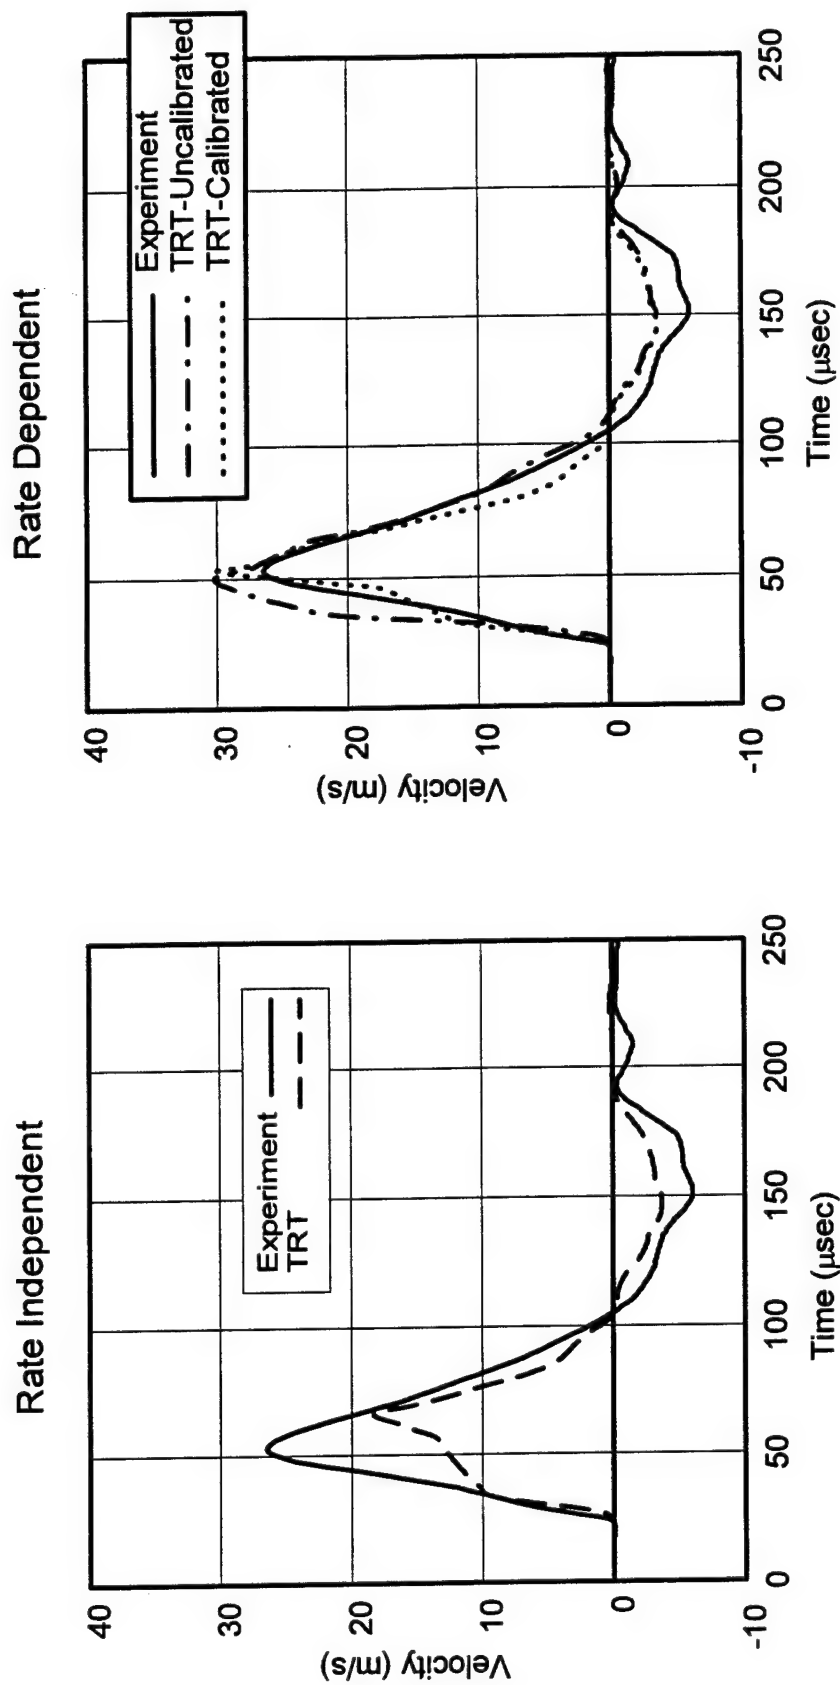 Rate Independent
40
30
20
10
0
-10
Velocity (m/s)
Experiment
TRT
0
50
100
150
200
250
Time (µsec)
Rate Dependent
40
30
20
10
0
-10
Velocity (m/s)
Experiment
TRT-Uncalibrated
TRT-Calibrated
0
50
100
150
200
250
Time (µsec)